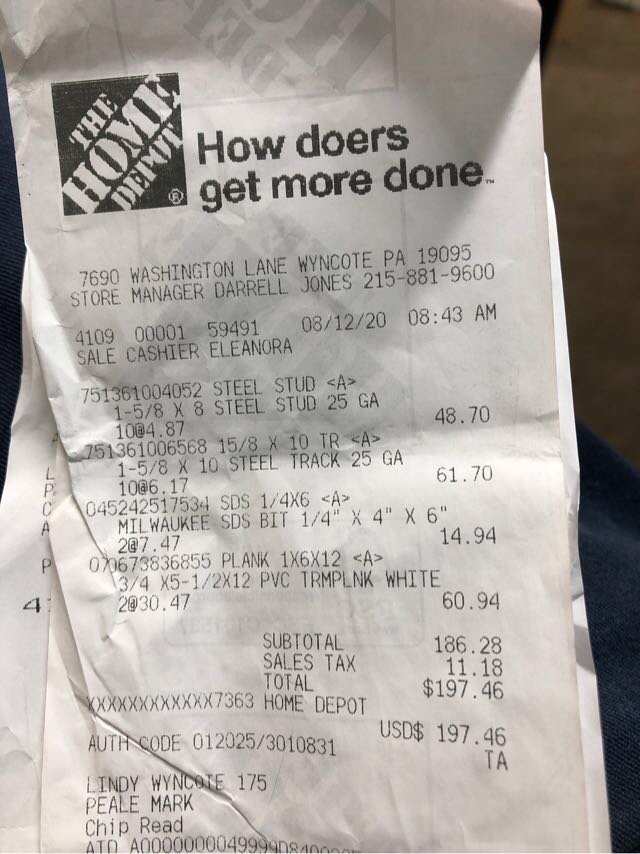 THE
HOME
DEPOT
®
How doers
get more done™
7690 WASHINGTON LANE WYNCOTE PA 19095
STORE MANAGER DARRELL JONES 215-881-9600
4109 00001 59491 08/12/20 08:43 AM
SALE CASHIER ELEANORA
751361004052 STEEL STUD <A>
1-5/8 X 8 STEEL STUD 25 GA
10@4.87 48.70
751361006568 15/8 X 10 TR <A>
1-5/8 X 10 STEEL TRACK 25 GA
10@6.17 61.70
045242517534 SDS 1/4X6 <A>
MILWAUKEE SDS BIT 1/4" X 4" X 6"
2@7.47 14.94
070673836855 PLANK 1X6X12 <A>
3/4 X5-1/2X12 PVC TRMPLNK WHITE
2@30.47 60.94
SUBTOTAL 186.28
SALES TAX 11.18
TOTAL $197.46
XXXXXXXXXXXX7363 HOME DEPOT
USD$ 197.46
AUTH CODE 012025/3010831 TA
LINDY WYNCOTE 175
PEALE MARK
Chip Read